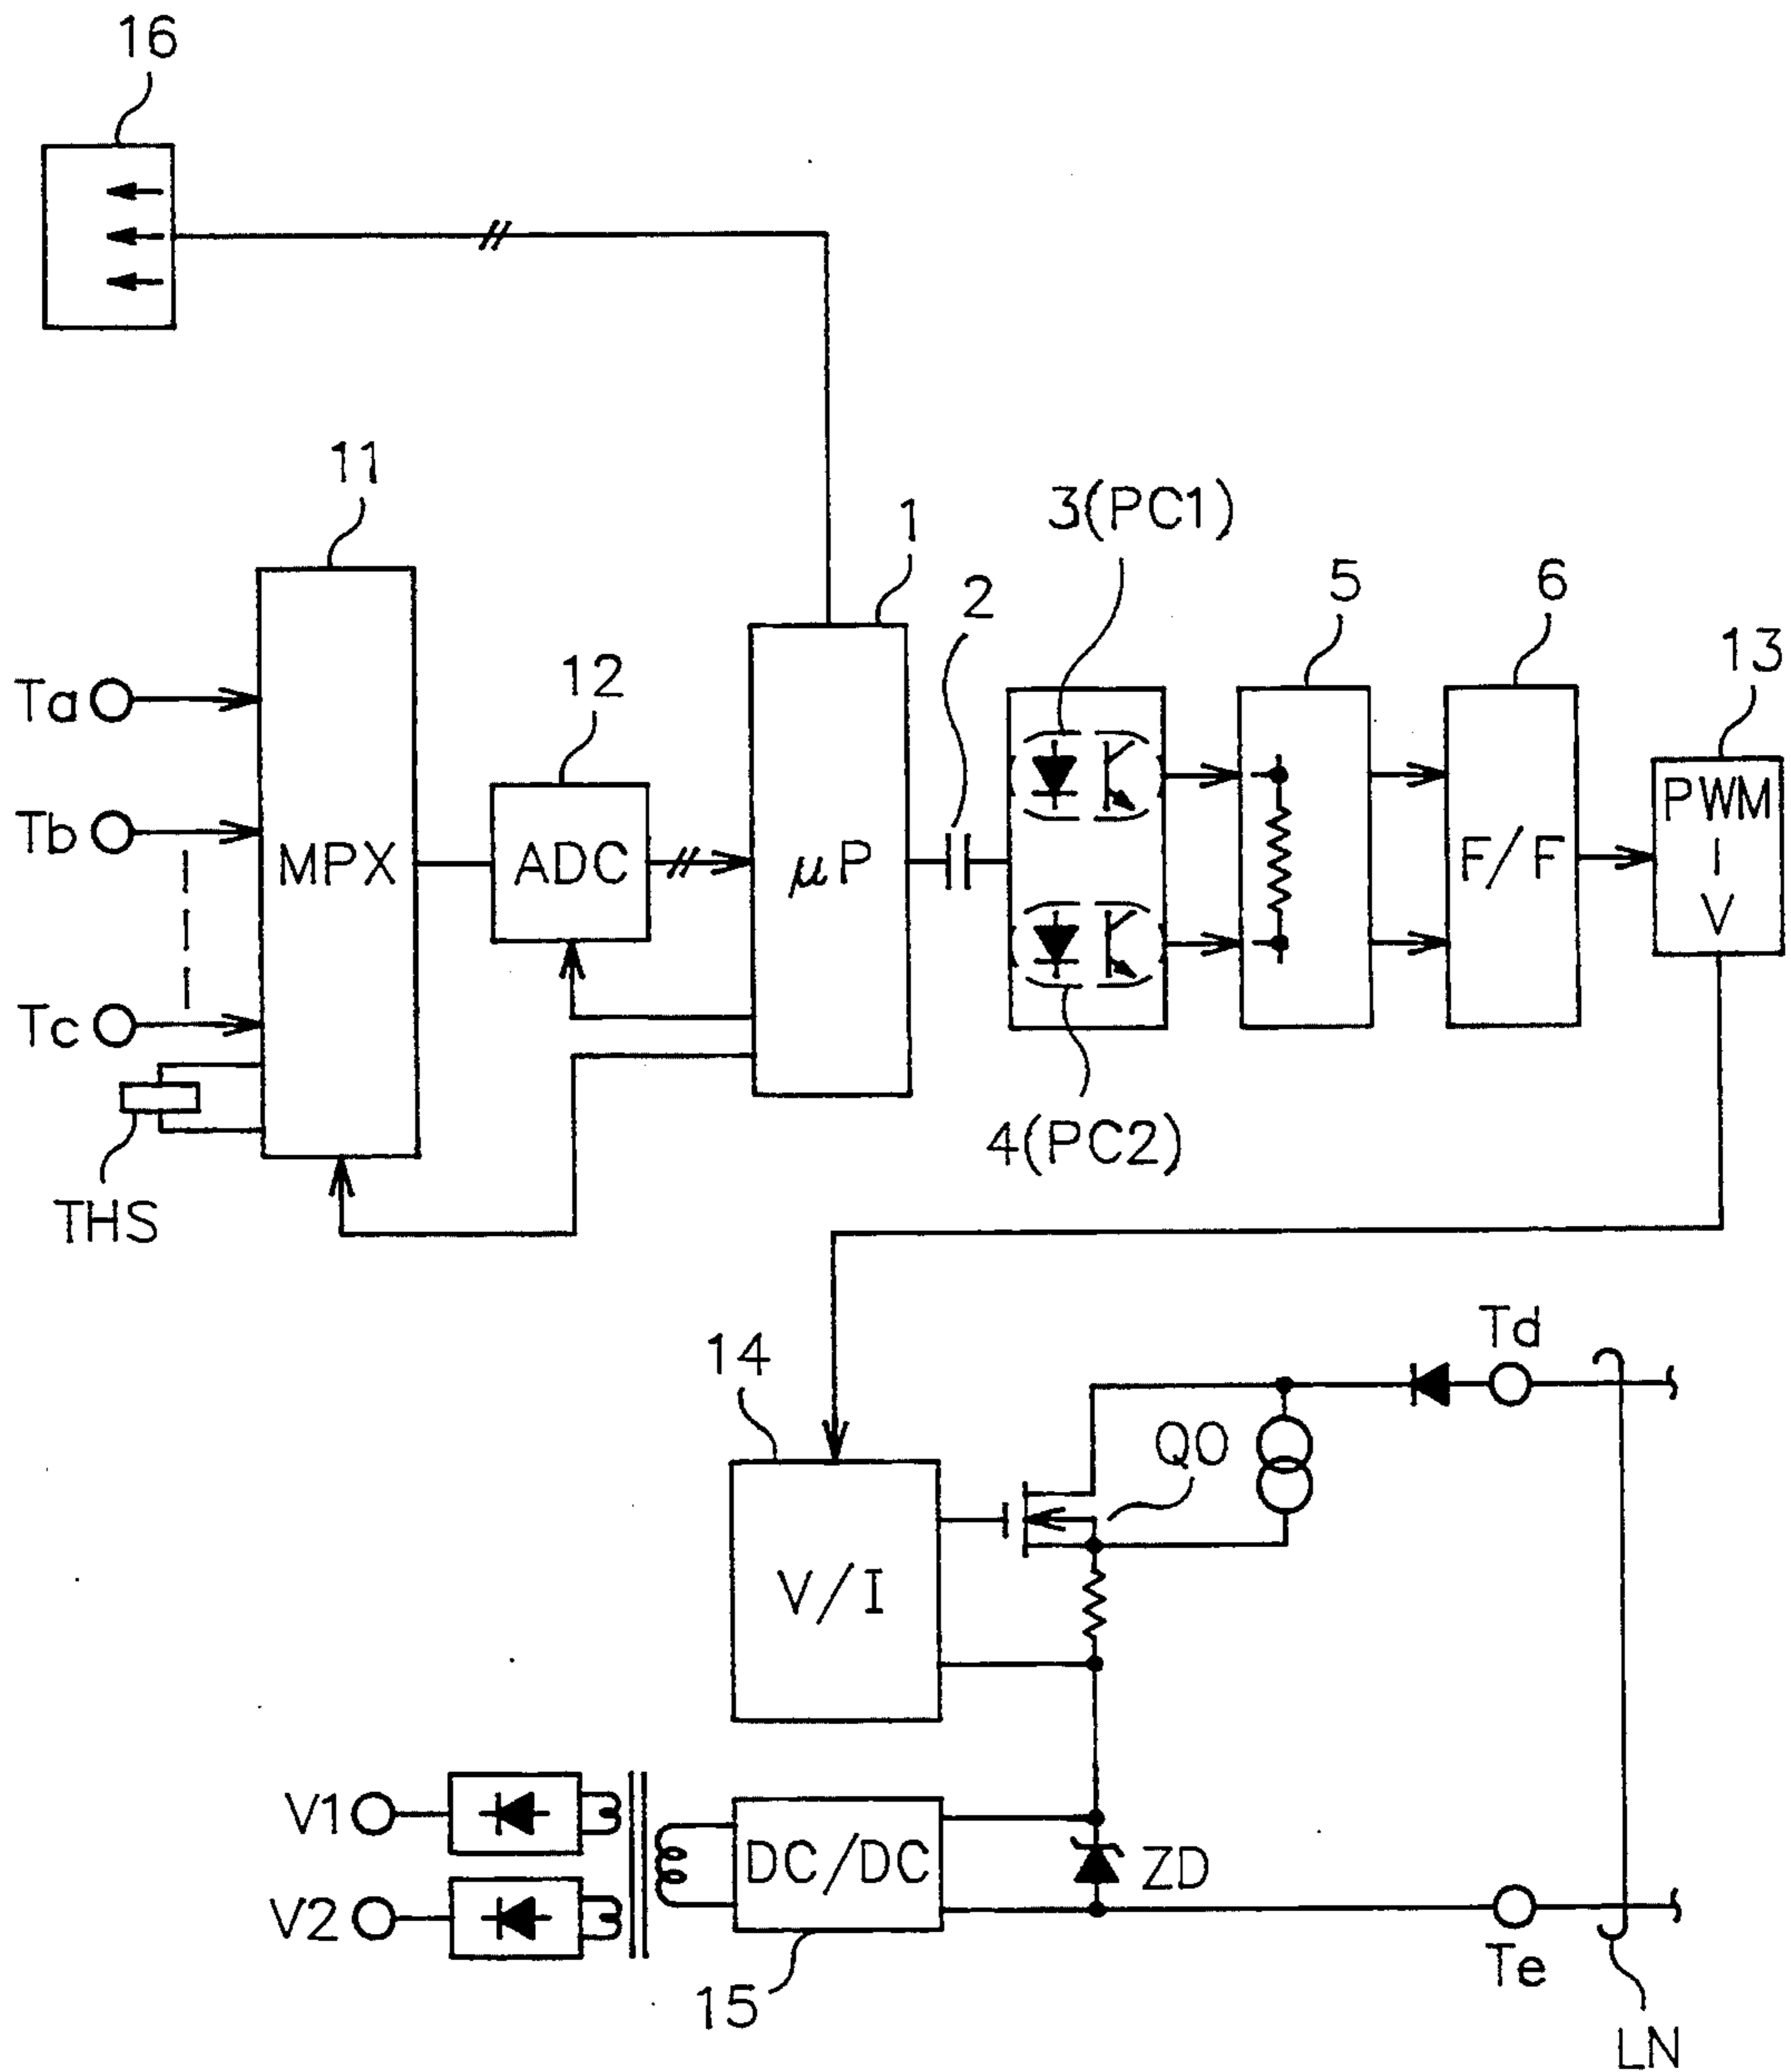 16
11
1
3(PC1)
2
5
6
13
12
Ta
Tb
Tc
MPX
ADC
μP
F/F
PWM
-
V
THS
4(PC2)
14
Td
QO
V/I
V1
V2
DC/DC
ZD
15
Te
LN